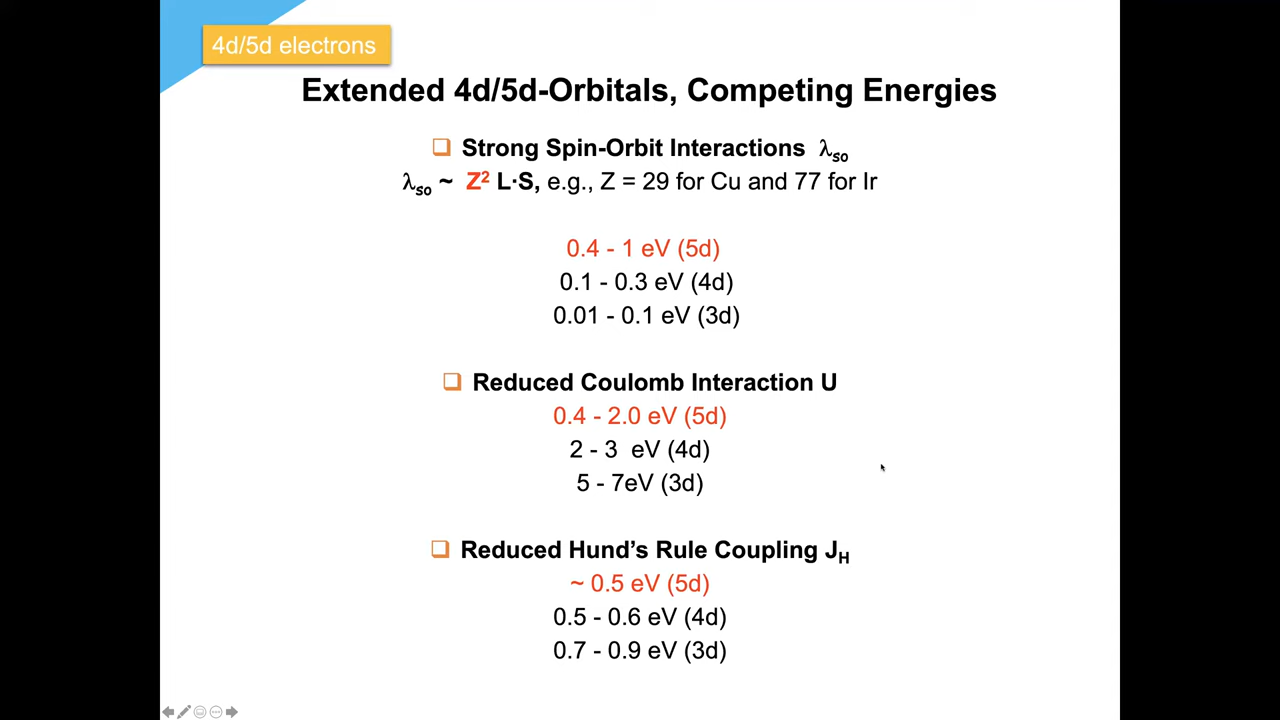 4d/5d electrons
Extended 4d/5d-Orbitals, Competing Energies
❑ Strong Spin-Orbit Interactions λso
λso ~ Z² L·S, e.g., Z = 29 for Cu and 77 for Ir
0.4 - 1 eV (5d)
0.1 - 0.3 eV (4d)
0.01 - 0.1 eV (3d)
❑ Reduced Coulomb Interaction U
0.4 - 2.0 eV (5d)
2 - 3 eV (4d)
5 - 7eV (3d)
❑ Reduced Hund’s Rule Coupling JH
~ 0.5 eV (5d)
0.5 - 0.6 eV (4d)
0.7 - 0.9 eV (3d)